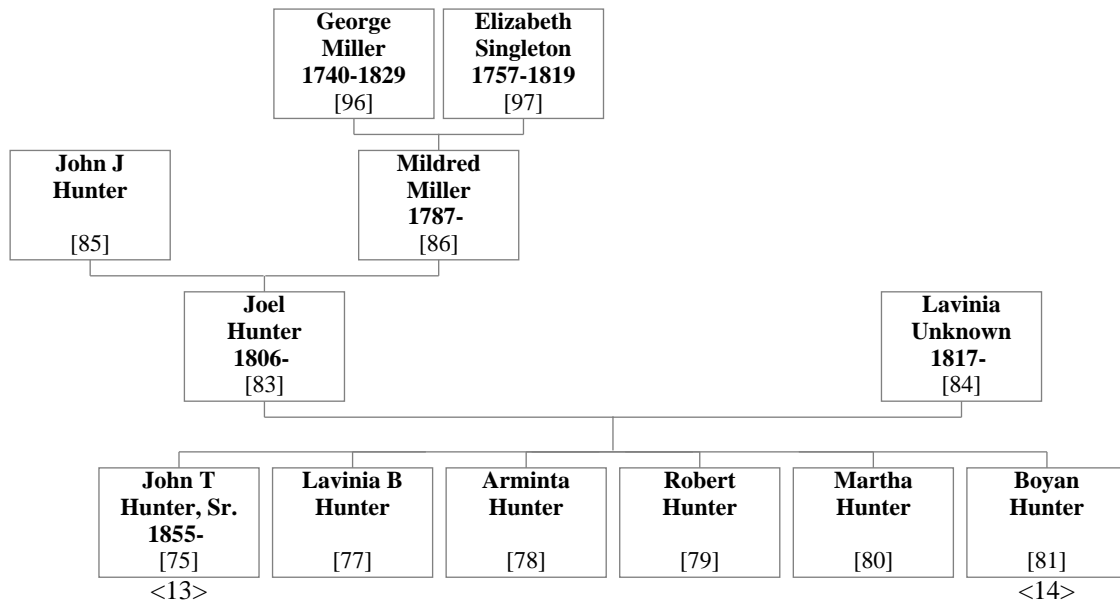 George
Miller
1740-1829
[96]
Elizabeth
Singleton
1757-1819
[97]
John J
Hunter
[85]
Mildred
Miller
1787-
[86]
Joel
Hunter
1806-
[83]
Lavinia
Unknown
1817-
[84]
John T
Hunter, Sr.
1855-
[75]
<13>
Lavinia B
Hunter
[77]
Arminta
Hunter
[78]
Robert
Hunter
[79]
Martha
Hunter
[80]
Boyan
Hunter
[81]
<14>